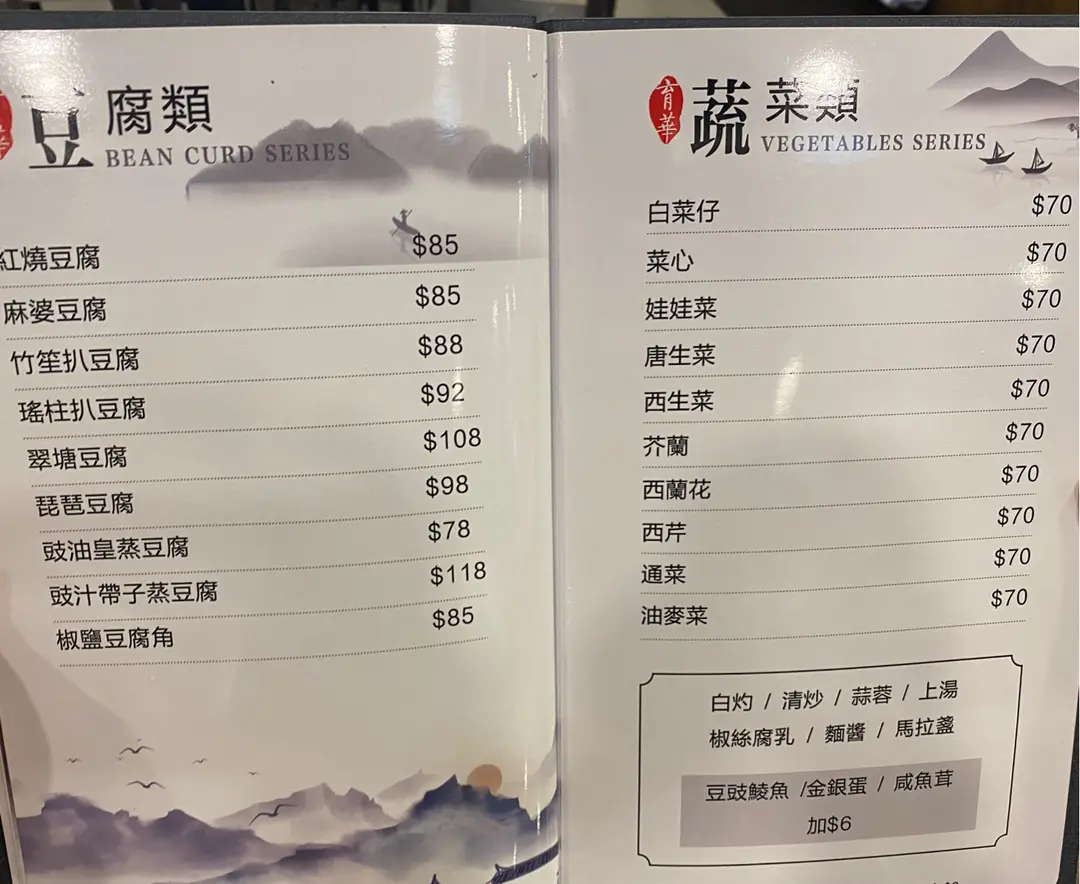 豆腐類
BEAN CURD SERIES
紅燒豆腐 $85
麻婆豆腐 $85
竹笙扒豆腐 $88
瑤柱扒豆腐 $92
翠塘豆腐 $108
琵琶豆腐 $98
豉油皇蒸豆腐 $78
豉汁帶子蒸豆腐 $118
椒鹽豆腐角 $85
育華
蔬菜類
VEGETABLES SERIES
白菜仔 $70
菜心 $70
娃娃菜 $70
唐生菜 $70
西生菜 $70
芥蘭 $70
西蘭花 $70
西芹 $70
通菜 $70
油麥菜 $70
白灼 / 清炒 / 蒜蓉 / 上湯
椒絲腐乳 / 麵醬 / 馬拉盞
豆豉鯪魚 /金銀蛋 / 咸魚茸
加$6